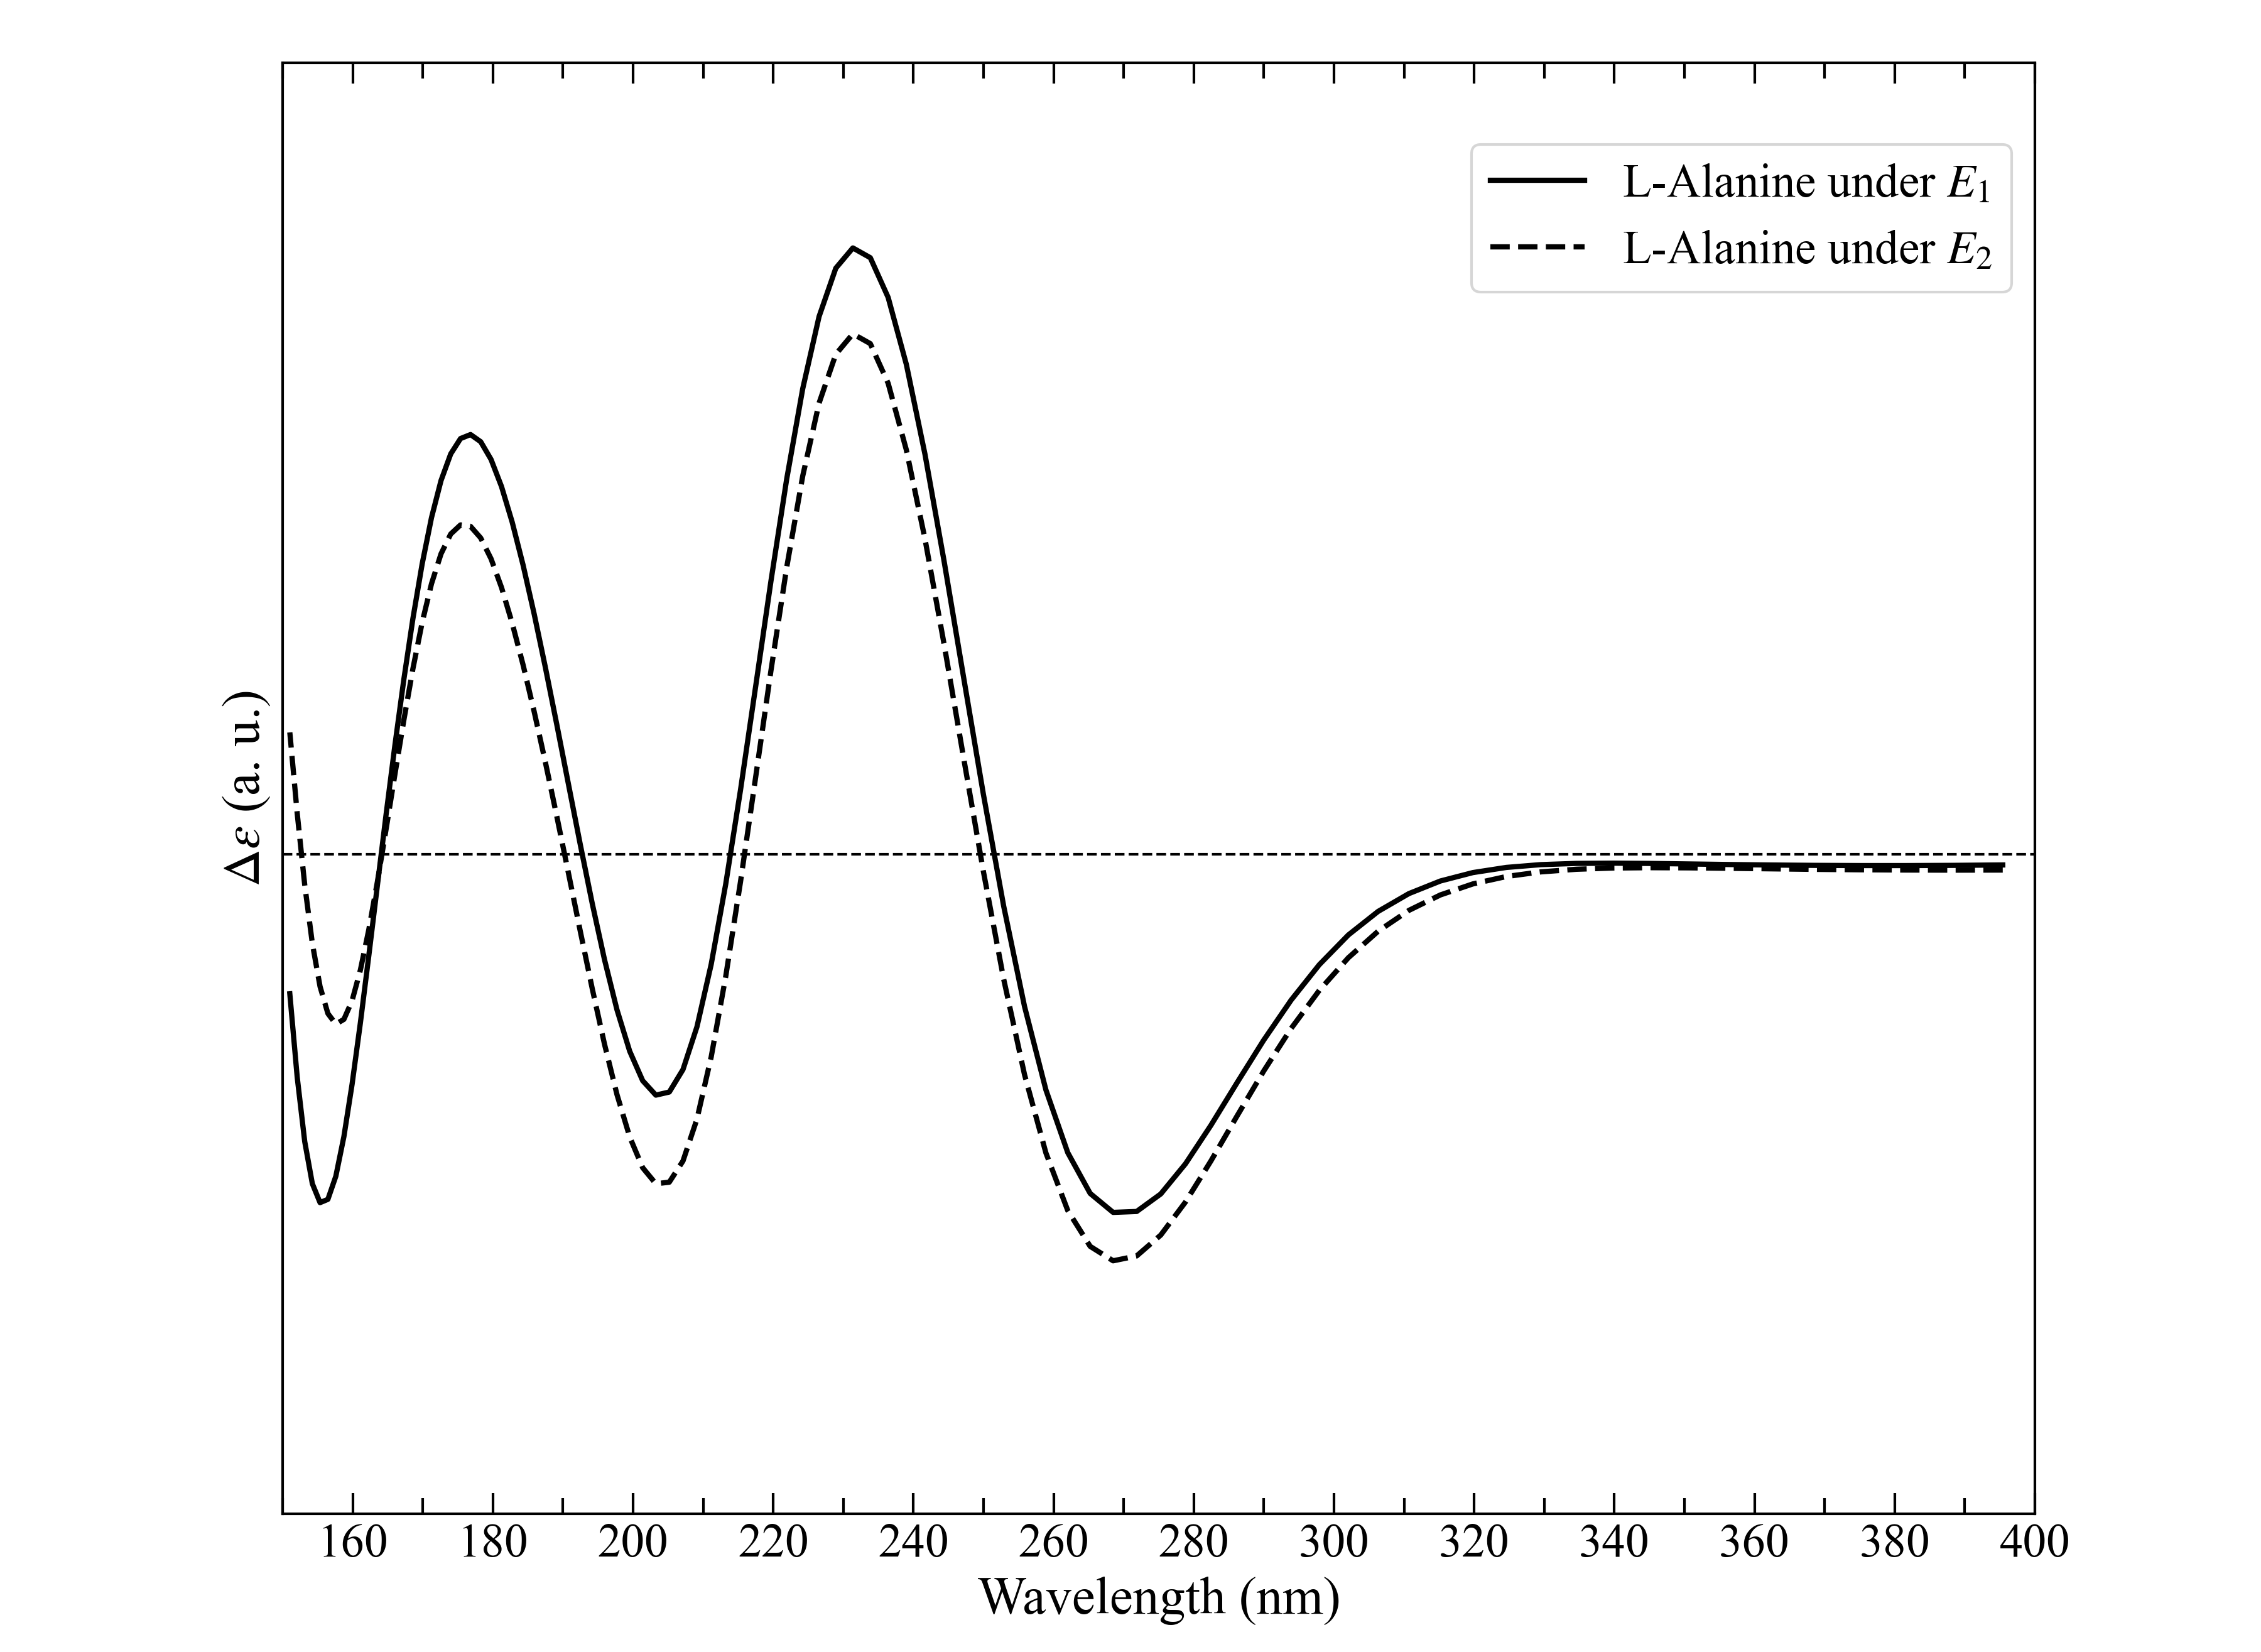 L-Alanine under E₁
L-Alanine under E₂
Δε (a. u.)
160 180 200 220 240 260 280 300 320 340 360 380 400
Wavelength (nm)